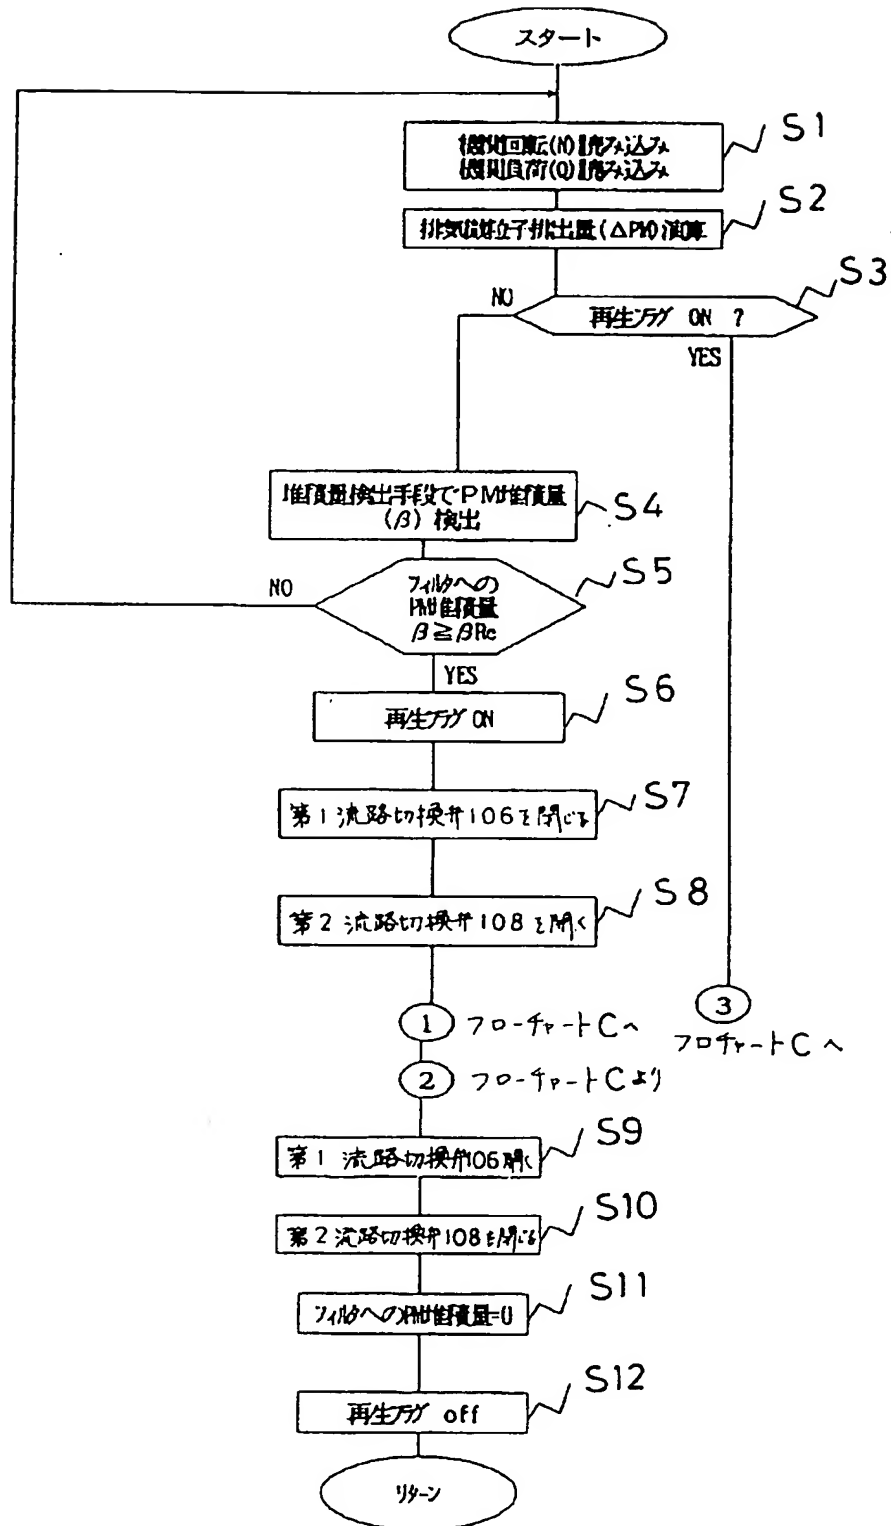 スタート
機関回転(N)読み込み
機関負荷(Q)読み込み
S1
排気微粒子排出量(△PM)演算
S2
再生フラグ ON ?
S3
NO
YES
堆積量検出手段でPM堆積量
(β) 検出
S4
フィルタへの
PM堆積量
β≧βRe
S5
NO
YES
再生フラグ ON
S6
第1流路切換弁106を閉じる
S7
第2流路切換弁108を開く
S8
① フローチャートCへ
③
フロチャートCへ
② フローチャートCより
第1 流路切換弁106開く
S9
第2流路切換弁108を閉じる
S10
フィルタへのPM堆積量=0
S11
再生フラグ off
S12
リターン